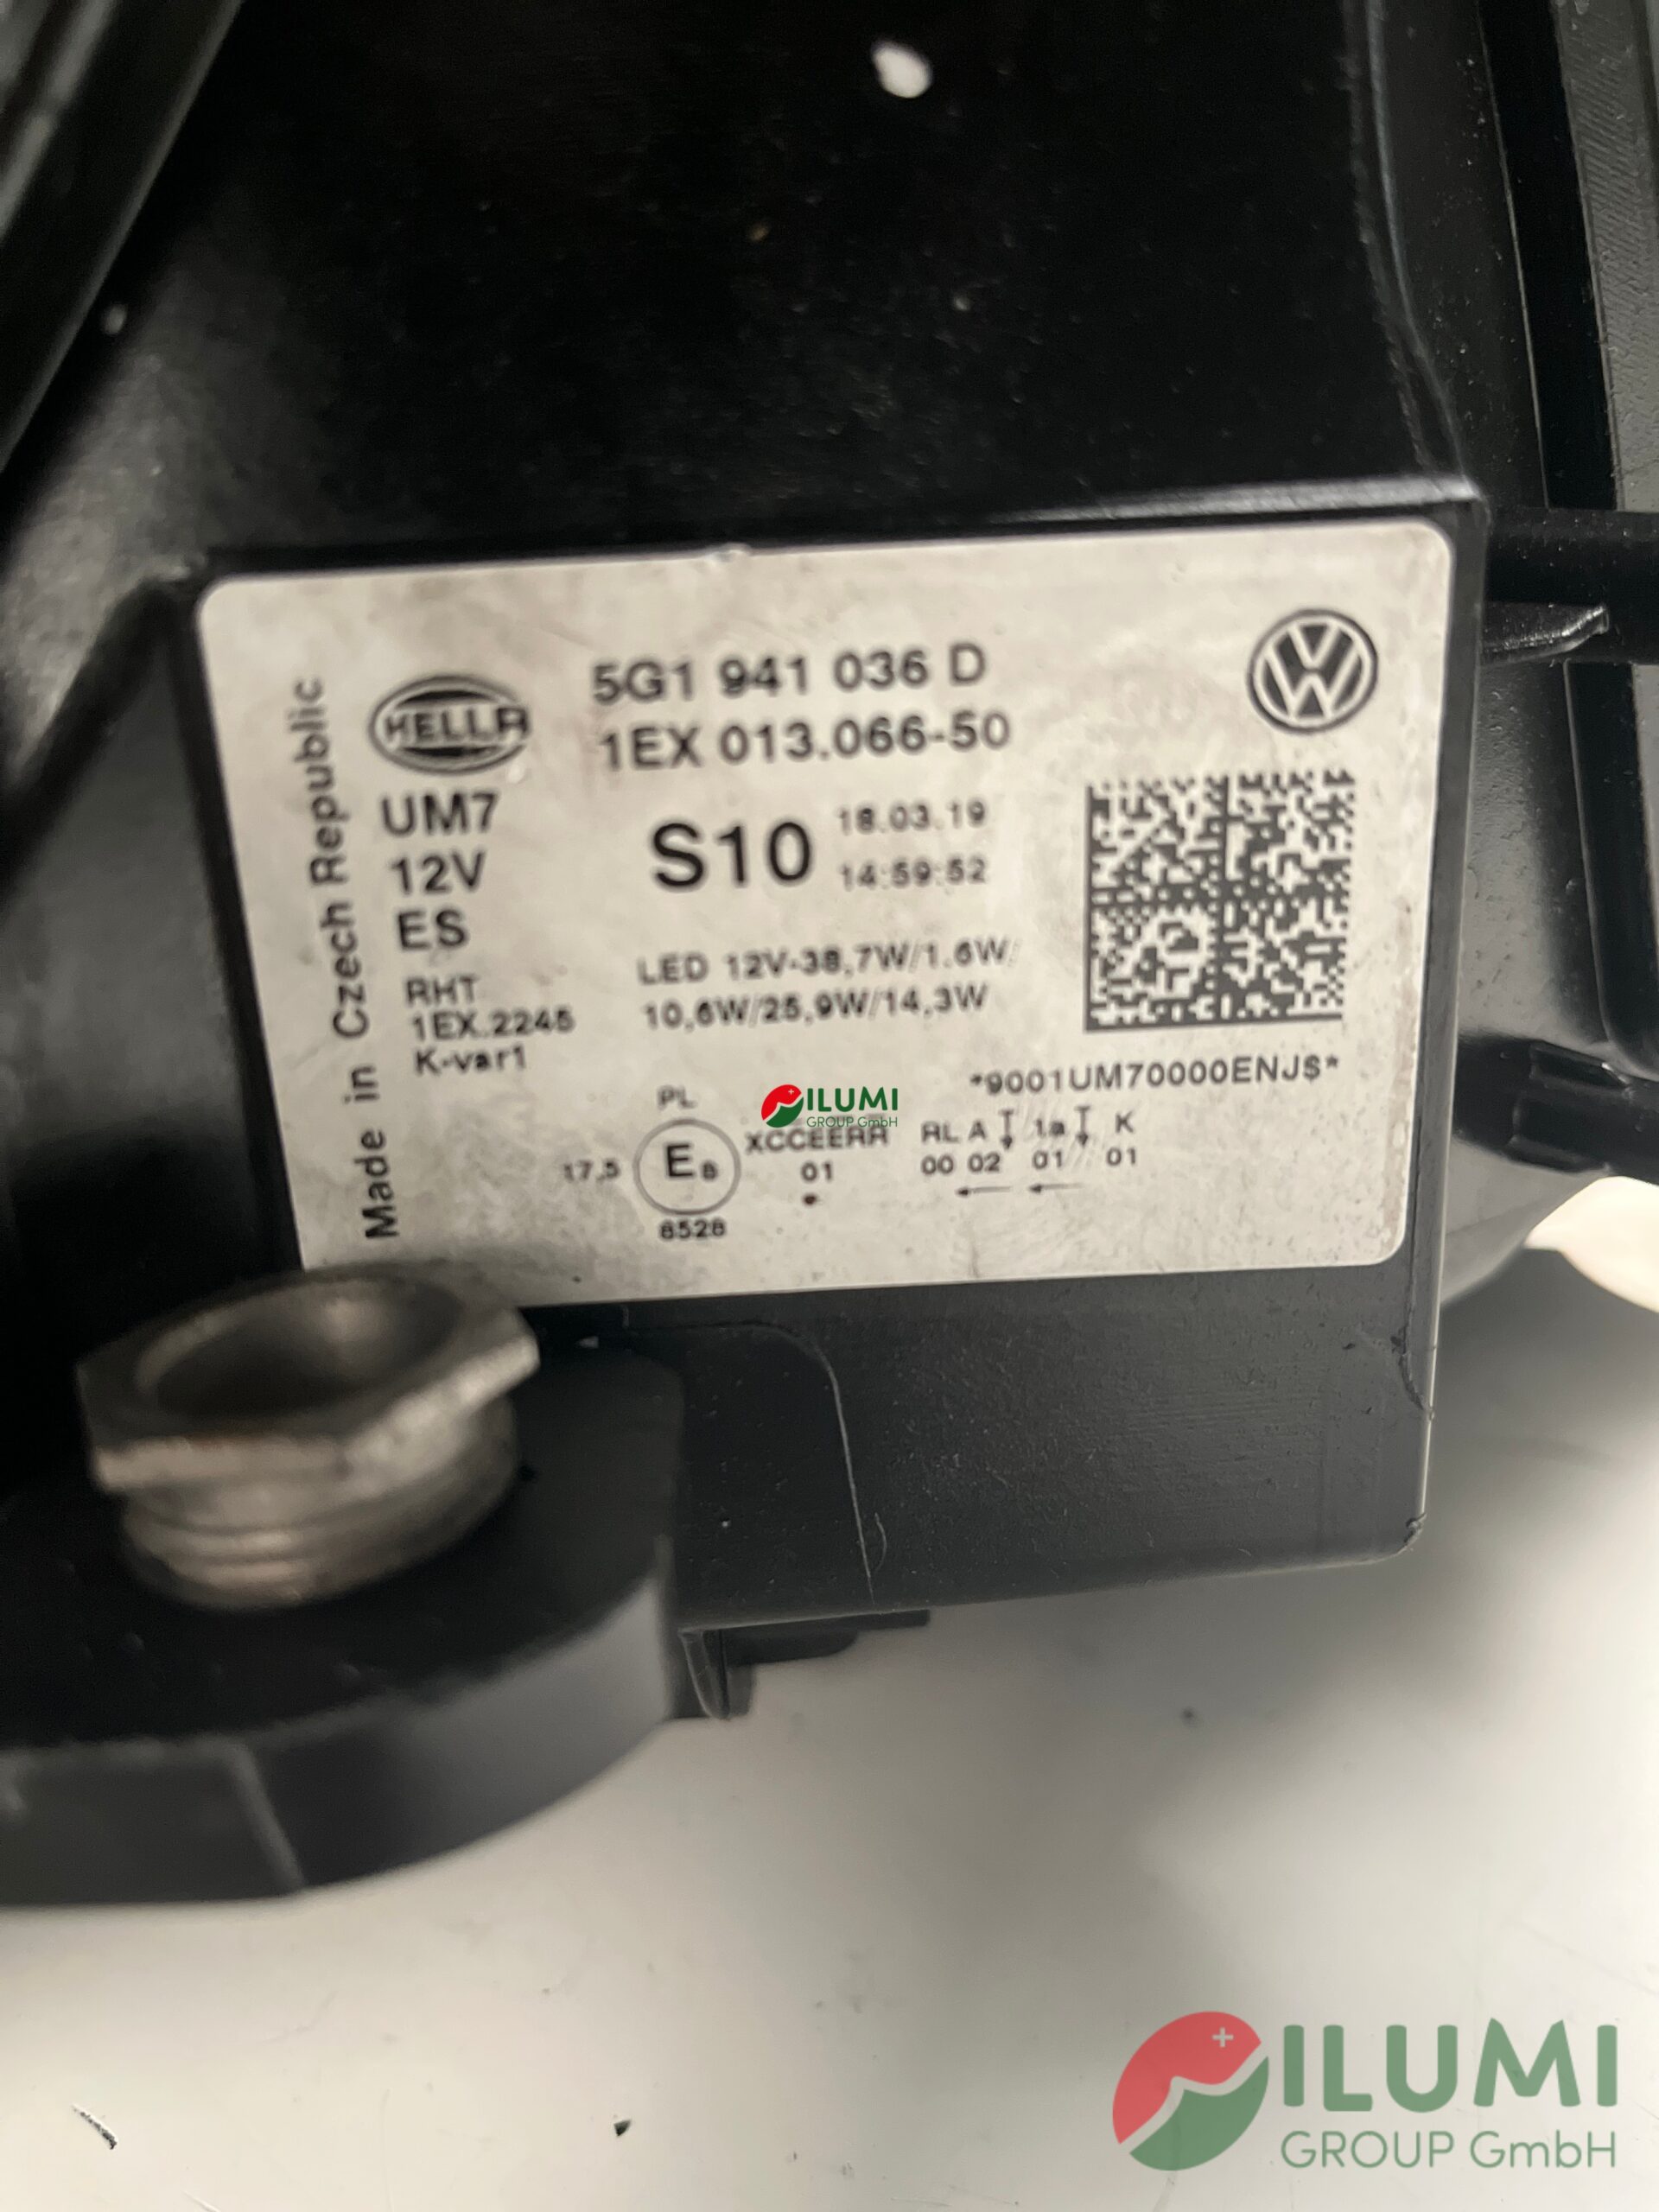 Made in Czech Republic
HELLA
5G1 941 036 D
1EX 013.066-50
UM7
12V
ES
S10
18.03.19
14:59:52
RHT
1EX.2245
K-var1
LED 12V-38,7W/1.6W/
10,6W/25,9W/14,3W
*9001UM70000ENJS*
PL
17,5
E8
8528
XCCEERR
01
RL A 1a K
00 02 01 01
ILUMI
GROUP GmbH
ILUMI
GROUP GmbH